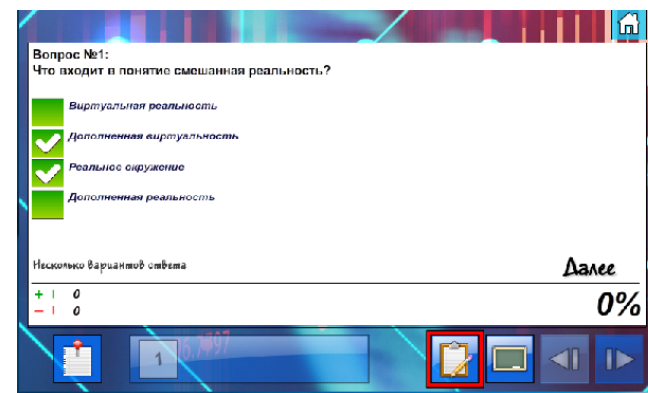 Вопрос №1:
Что входит в понятие смешанная реальность?
Виртуальная реальность
Дополненная виртуальность
Реальное окружение
Дополненная реальность
Несколько вариантов ответа
Далее
+ | 0
− | 0
0%
1